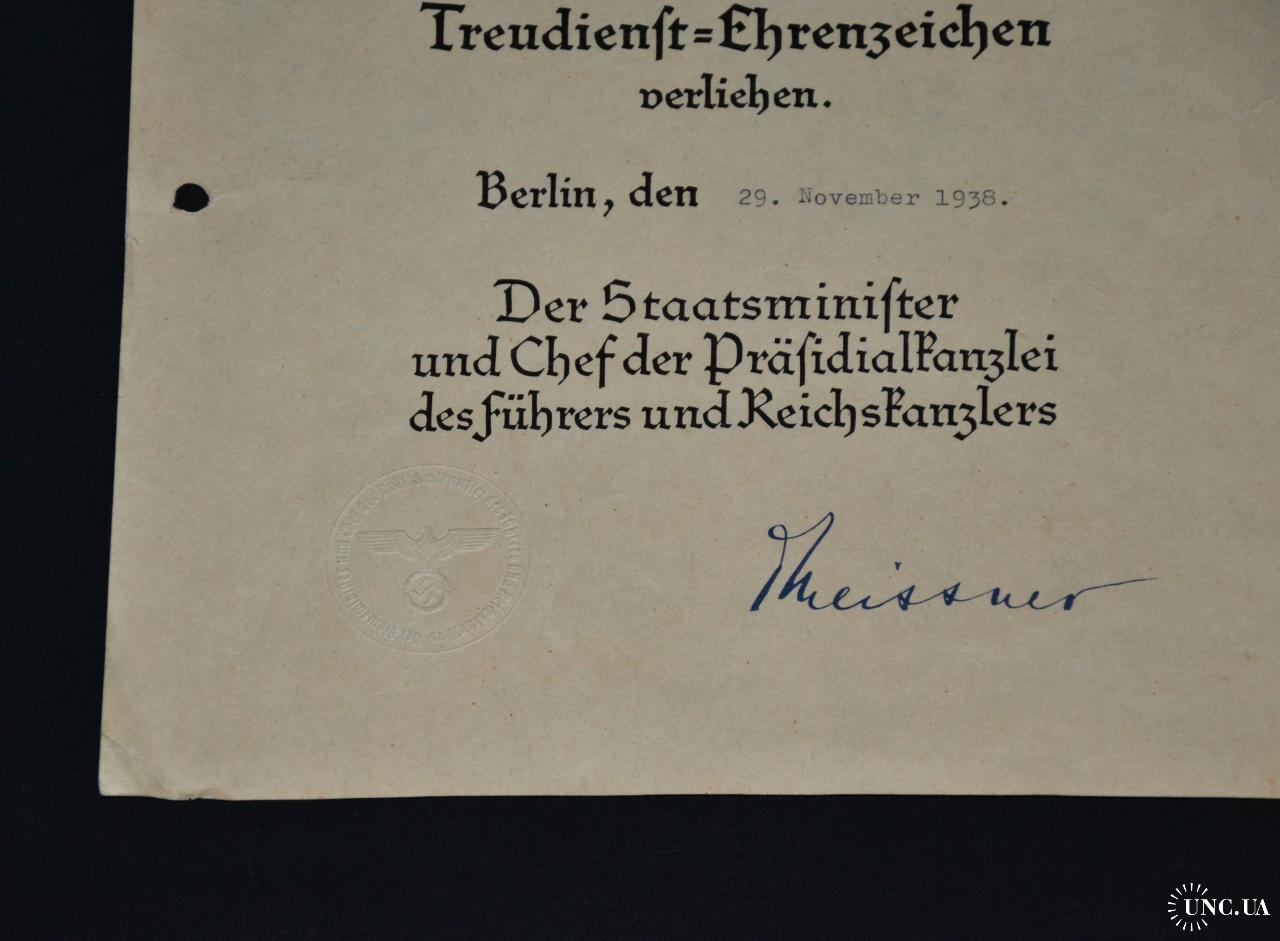 Treudienst=Ehrenzeichen
verliehen.
Berlin, den 29. November 1938.
Der Staatsminister
und Chef der Präsidialkanzlei
des Führers und Reichskanzlers
Meissner
UNC.UA